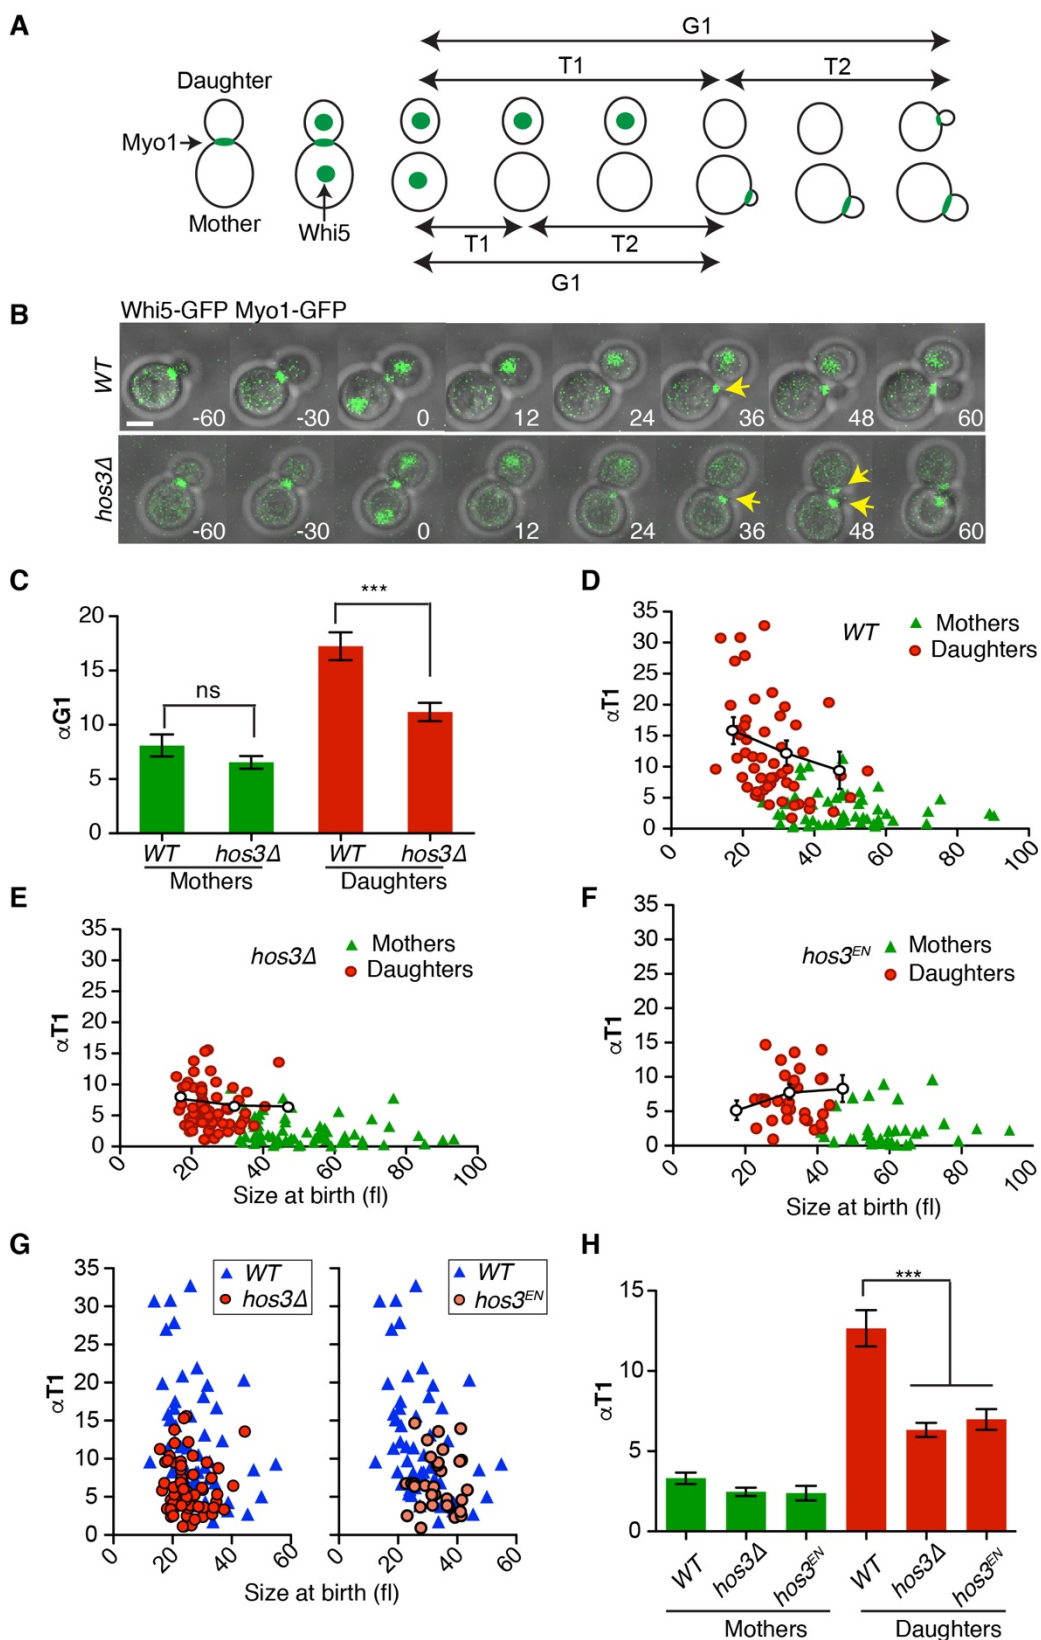 A
G1
T1 T2
Daughter
Myo1
Mother
Whi5
T1 T2
G1
B
Whi5-GFP Myo1-GFP
WT
-60 -30 0 12 24 36 48 60
hos3Δ
-60 -30 0 12 24 36 48 60
C
αG1
20
15
10
5
0
ns
***
WT hos3Δ WT hos3Δ
Mothers Daughters
D
αT1
35
30
25
20
15
10
5
0
WT
Mothers
Daughters
0 20 40 60 80 100
E
αT1
35
30
25
20
15
10
5
0
hos3Δ
Mothers
Daughters
0 20 40 60 80 100
Size at birth (fl)
F
αT1
35
30
25
20
15
10
5
0
hos3EN
Mothers
Daughters
0 20 40 60 80 100
Size at birth (fl)
G
αT1
35
30
25
20
15
10
5
0
WT
hos3Δ
0 20 40 60
WT
hos3EN
0 20 40 60
Size at birth (fl)
H
αT1
15
10
5
0
***
WT hos3Δ hos3EN WT hos3Δ hos3EN
Mothers Daughters